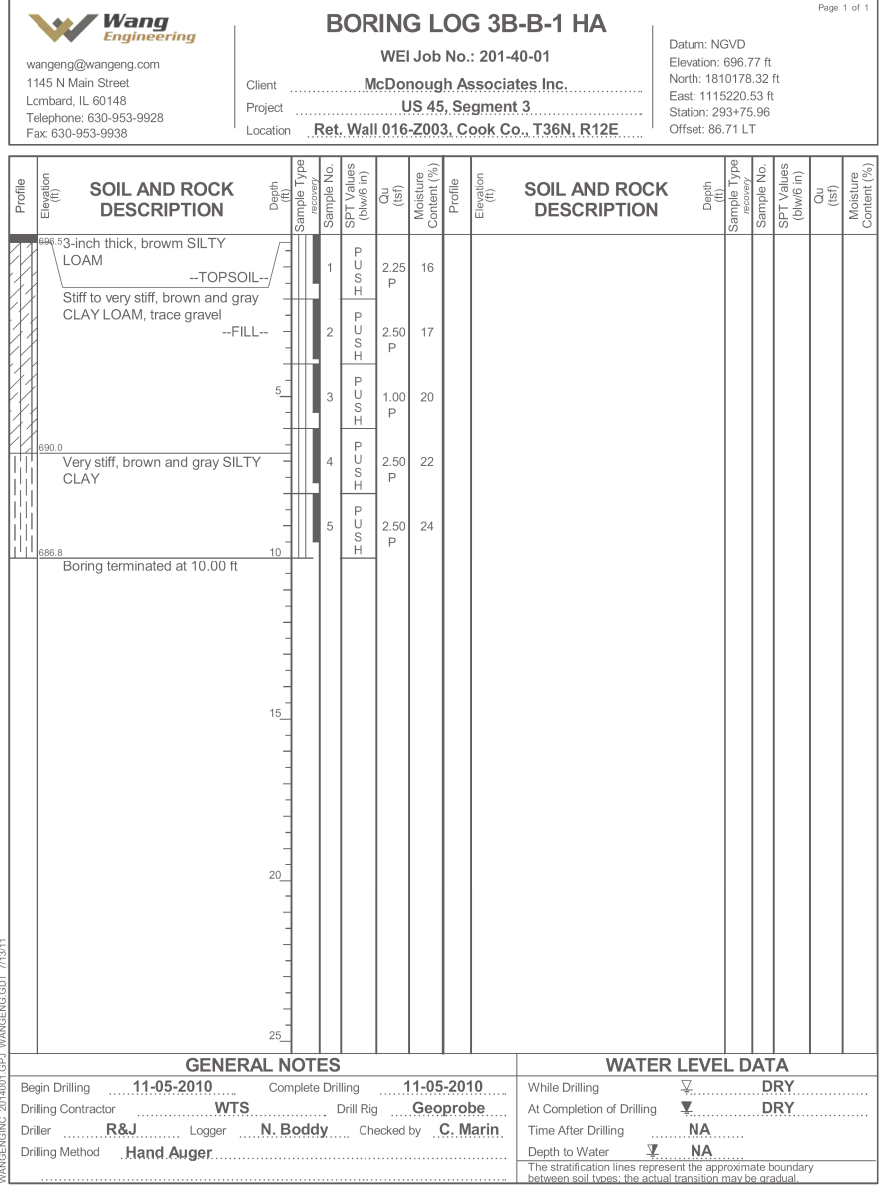 Page 1 of 1
Wang
Engineering
wangeng@wangeng.com
1145 N Main Street
Lombard, IL 60148
Telephone: 630-953-9928
Fax: 630-953-9938
BORING LOG 3B-B-1 HA
WEI Job No.: 201-40-01
Client McDonough Associates Inc.
Project US 45, Segment 3
Location Ret. Wall 016-Z003, Cook Co., T36N, R12E
Datum: NGVD
Elevation: 696.77 ft
North: 1810178.32 ft
East: 1115220.53 ft
Station: 293+75.96
Offset: 86.71 LT
Profile Elevation (ft) SOIL AND ROCK DESCRIPTION Depth (ft) Sample Type recovery Sample No. SPT Values (blw/6 in) Qu (tsf) Moisture Content (%) Profile Elevation (ft) SOIL AND ROCK DESCRIPTION Depth (ft) Sample Type recovery Sample No. SPT Values (blw/6 in) Qu (tsf) Moisture Content (%)
696.5 3-inch thick, brown SILTY
LOAM
--TOPSOIL--
1 PUSH 2.25 P 16
Stiff to very stiff, brown and gray
CLAY LOAM, trace gravel
--FILL--
2 PUSH 2.50 P 17
5
3 PUSH 1.00 P 20
690.0
Very stiff, brown and gray SILTY
CLAY
4 PUSH 2.50 P 22
5 PUSH 2.50 P 24
686.8 10
Boring terminated at 10.00 ft
15
20
25
WANGENGINC 2014001.GPJ WANGENG.GDT 7/13/11
GENERAL NOTES
Begin Drilling 11-05-2010 Complete Drilling 11-05-2010
Drilling Contractor WTS Drill Rig Geoprobe
Driller R&J Logger N. Boddy Checked by C. Marin
Drilling Method Hand Auger
WATER LEVEL DATA
While Drilling DRY
At Completion of Drilling DRY
Time After Drilling NA
Depth to Water NA
The stratification lines represent the approximate boundary
between soil types; the actual transition may be gradual.